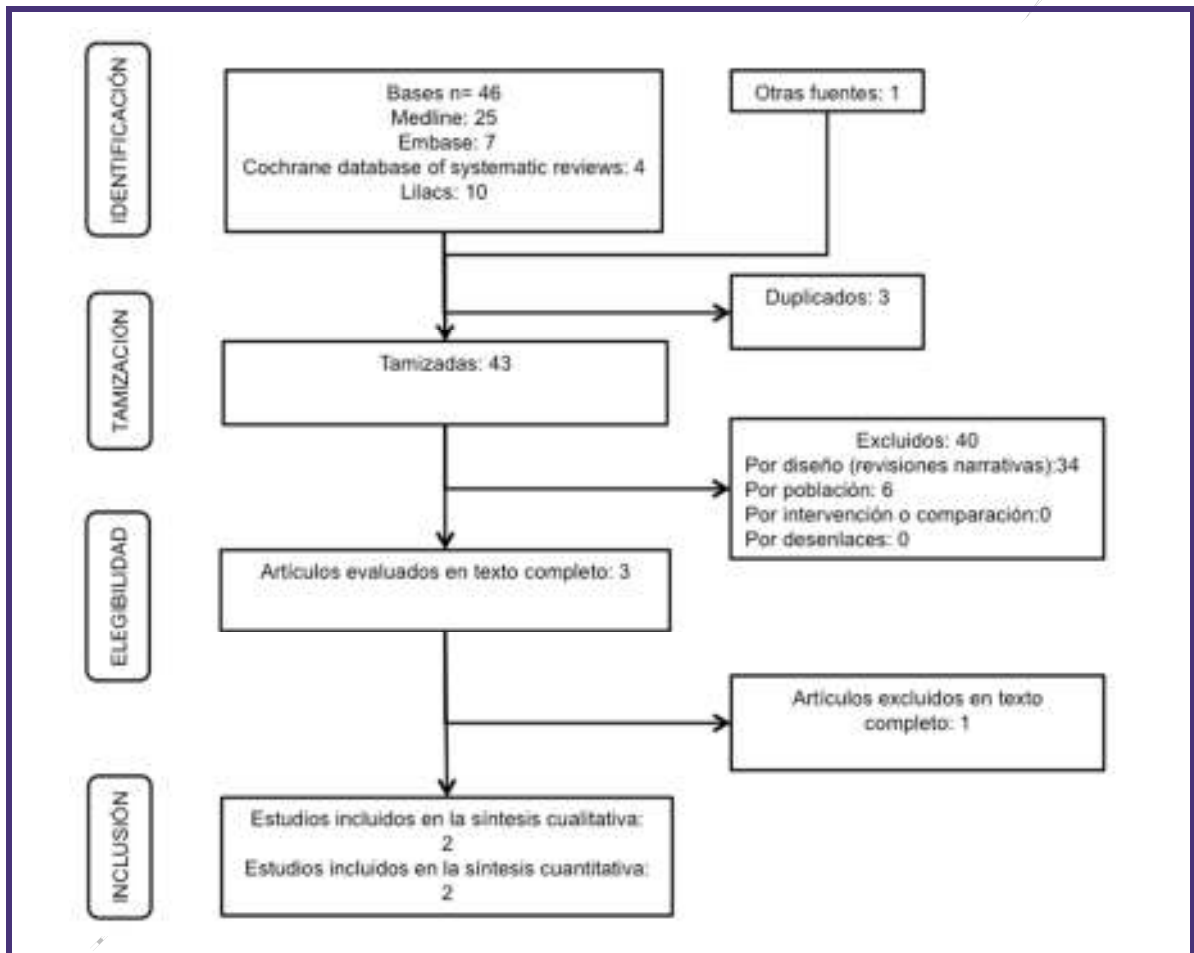 IDENTIFICACIÓN
Bases n= 46
Medline: 25
Embase: 7
Cochrane database of systematic reviews: 4
Lilacs: 10
Otras fuentes: 1
Duplicados: 3
TAMIZACIÓN
Tamizadas: 43
Excluidos: 40
Por diseño (revisiones narrativas):34
Por población: 6
Por intervención o comparación:0
Por desenlaces: 0
ELEGIBILIDAD
Artículos evaluados en texto completo: 3
Artículos excluidos en texto
completo: 1
INCLUSIÓN
Estudios incluidos en la síntesis cualitativa:
2
Estudios incluidos en la síntesis cuantitativa:
2